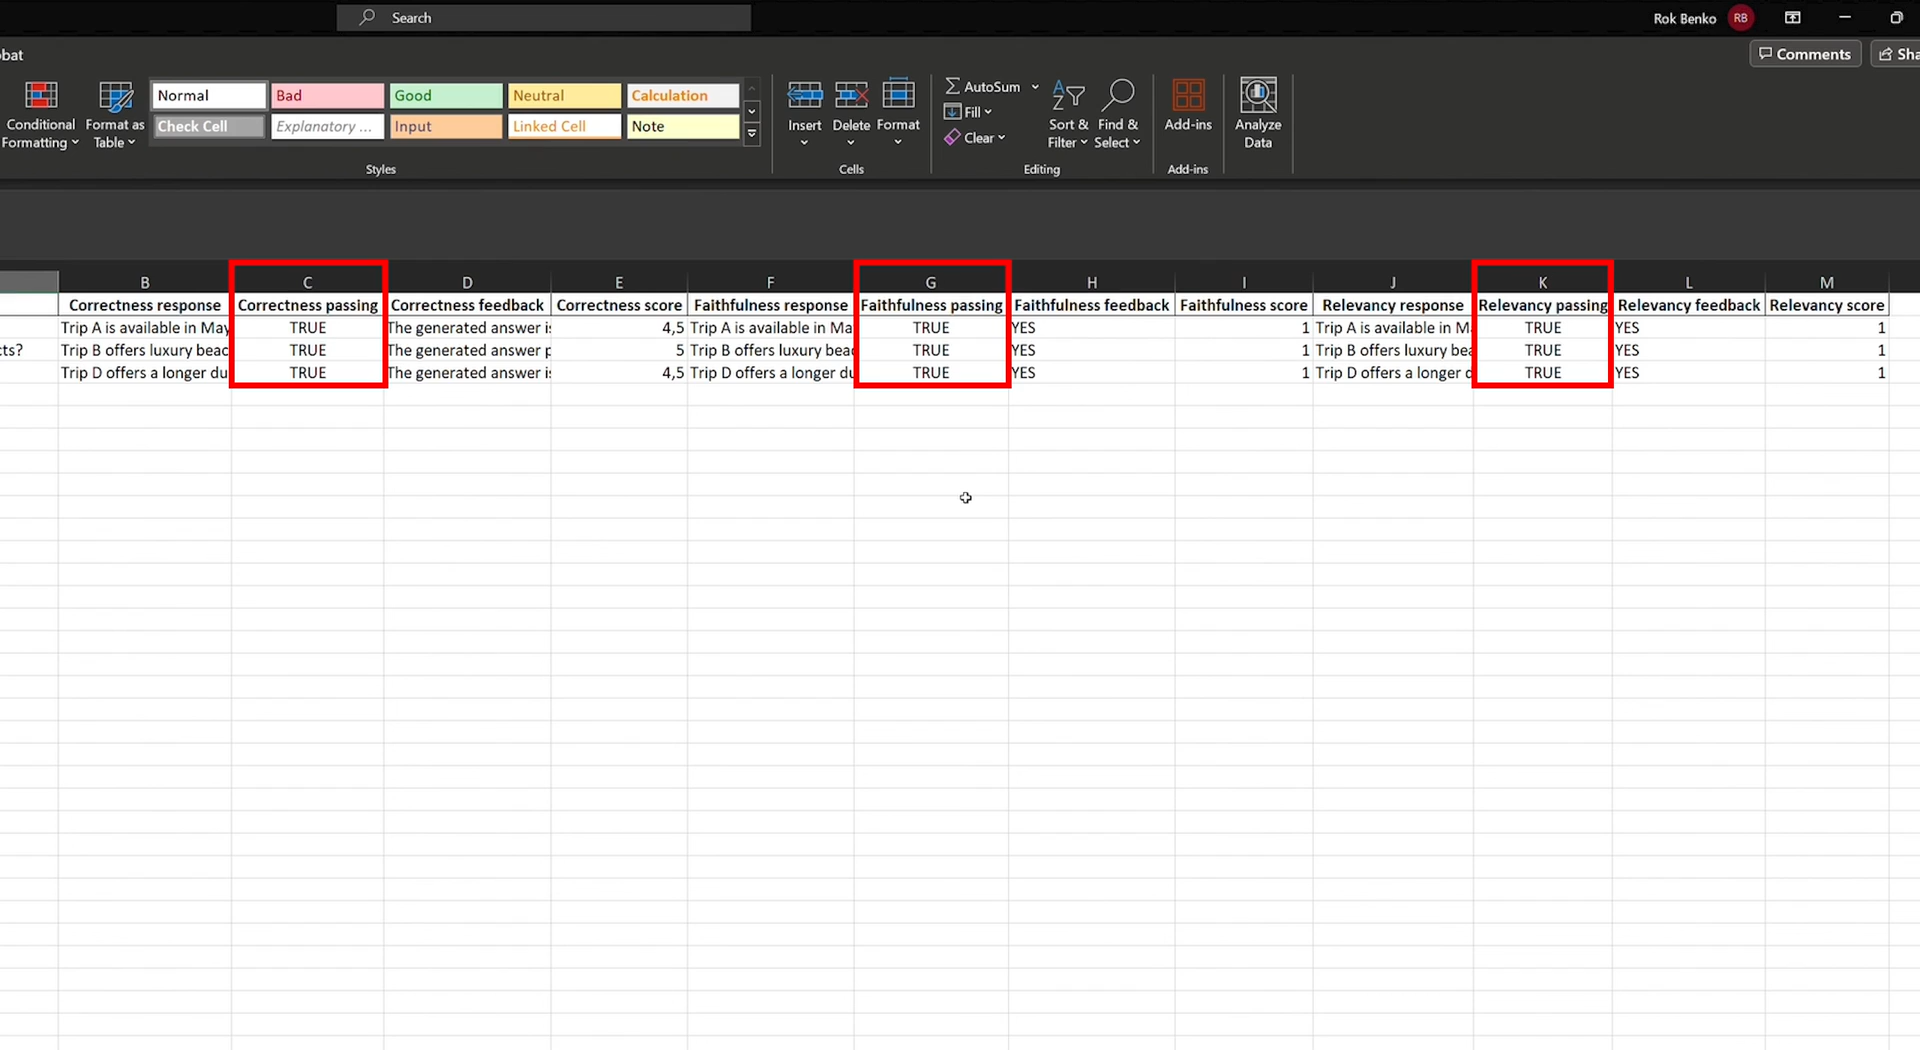 Search
Rok Benko RB
obat
Comments Sha
Conditional Formatting
Format as Table
Normal Bad Good Neutral Calculation
Check Cell Explanatory ... Input Linked Cell Note
Styles
Insert Delete Format
Cells
AutoSum
Fill
Clear
Sort & Filter
Find & Select
Editing
Add-ins
Add-ins
Analyze Data
B C D E F G H I J K L M
Correctness response Correctness passing Correctness feedback Correctness score Faithfulness response Faithfulness passing Faithfulness feedback Faithfulness score Relevancy response Relevancy passing Relevancy feedback Relevancy score
Trip A is available in May TRUE The generated answer is 4,5 Trip A is available in Ma TRUE YES 1 Trip A is available in Ma TRUE YES 1
cts? Trip B offers luxury beac TRUE The generated answer p 5 Trip B offers luxury beac TRUE YES 1 Trip B offers luxury bea TRUE YES 1
Trip D offers a longer du TRUE The generated answer is 4,5 Trip D offers a longer du TRUE YES 1 Trip D offers a longer d TRUE YES 1